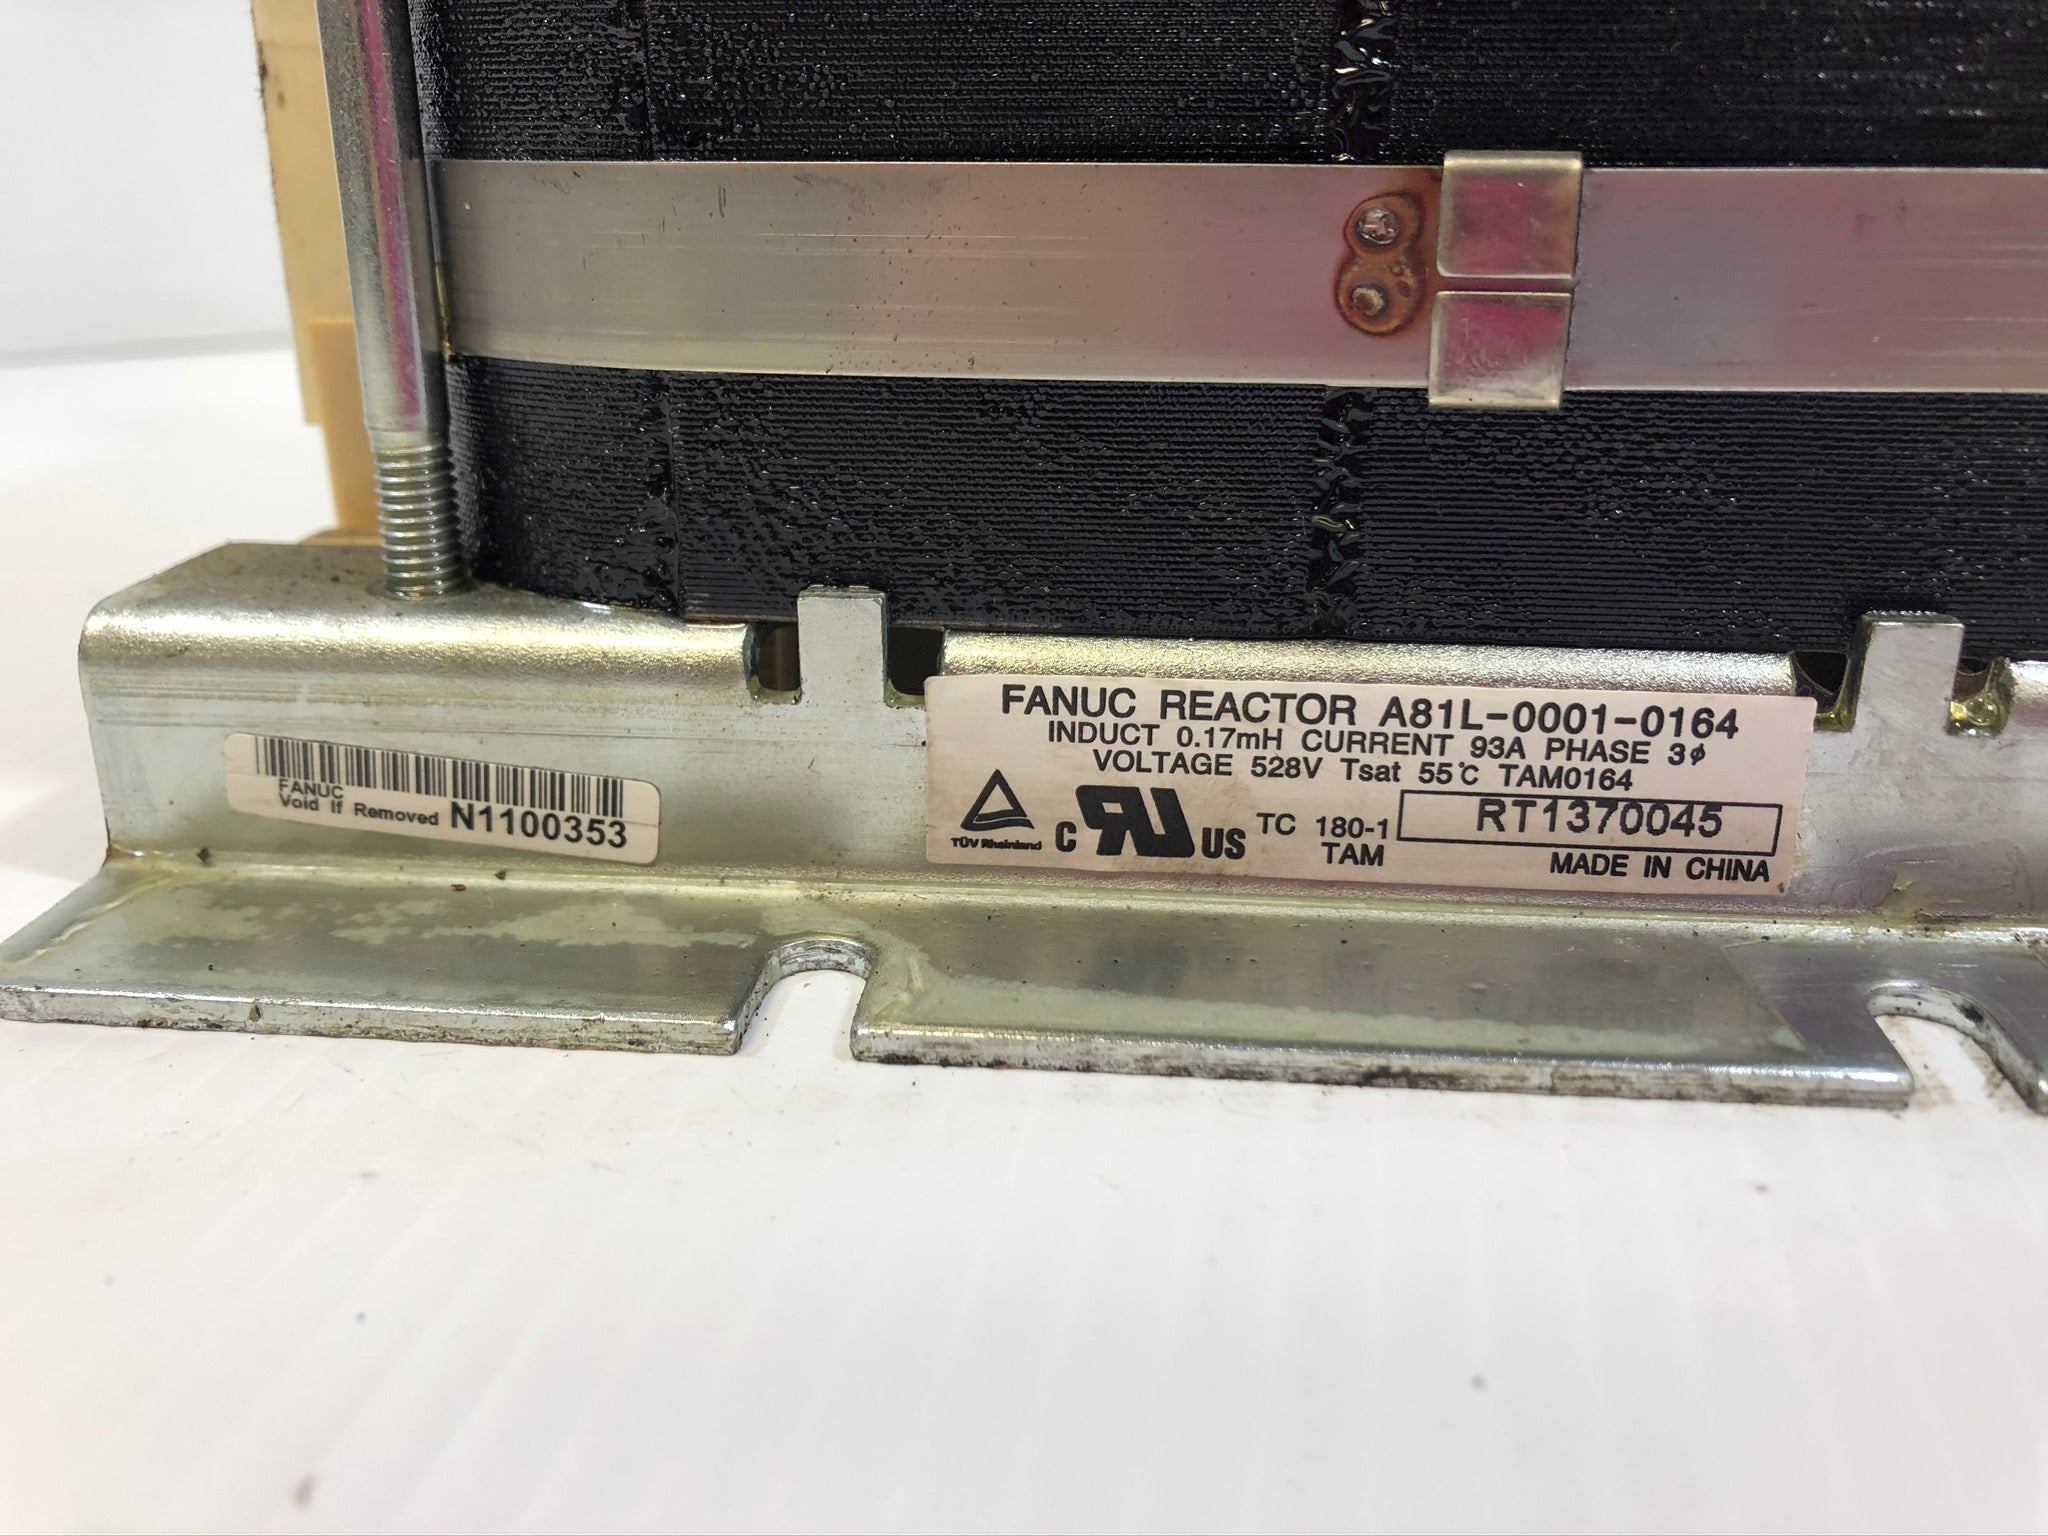 FANUC
Void If Removed N1100353
FANUC REACTOR A81L-0001-0164
INDUCT 0.17mH CURRENT 93A PHASE 3φ
VOLTAGE 528V Tsat 55℃ TAM0164
TÜV Rheinland
C RU US
TC 180-1
TAM
RT1370045
MADE IN CHINA